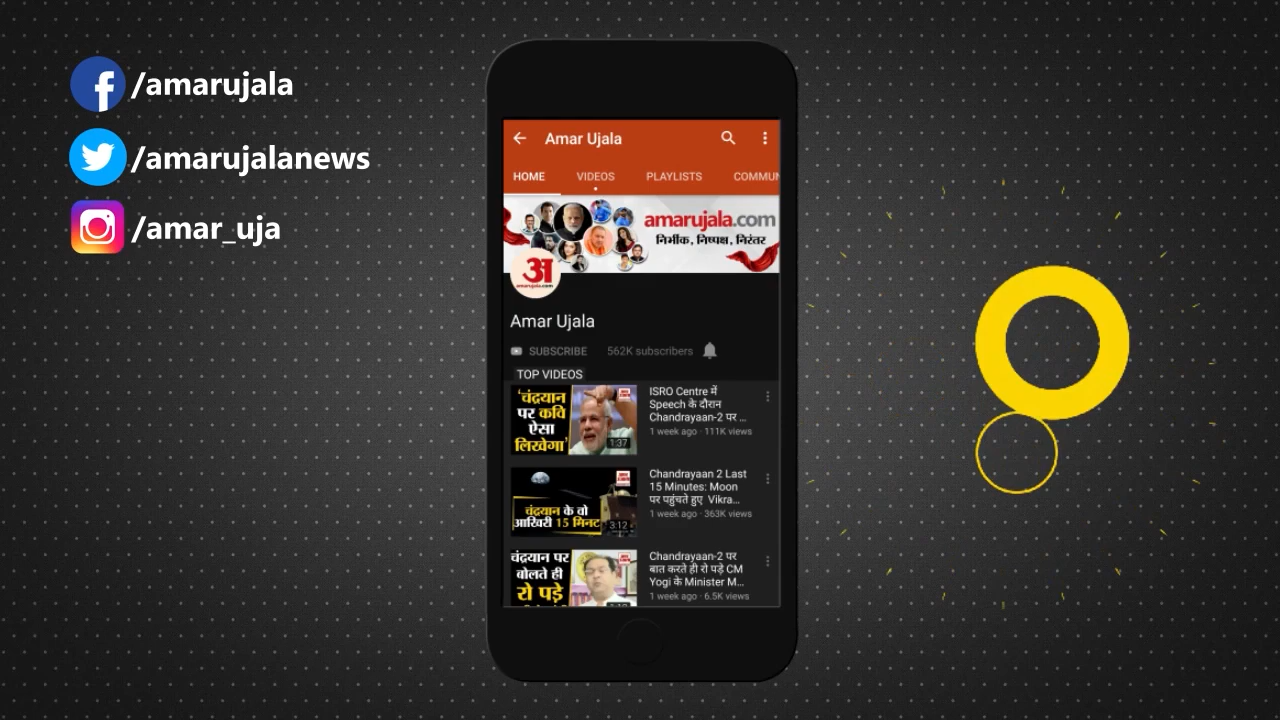 /amarujala
/amarujalanews
/amar_uja
Amar Ujala
HOME VIDEOS PLAYLISTS COMMUN
amarujala.com
निर्भीक, निष्पक्ष, निरंतर
अ
amarujala.com
Amar Ujala
SUBSCRIBE 562K subscribers
TOP VIDEOS
'चंद्रयान
पर कवि
ऐसा
लिखेगा'
1:37
ISRO Centre में
Speech के दौरान
Chandrayaan-2 पर ...
1 week ago · 111K views
चंद्रयान के वो
आखिरी 15 मिनट
3:12
Chandrayaan 2 Last
15 Minutes: Moon
पर पहुंचते हुए Vikra...
1 week ago · 363K views
चंद्रयान पर
बोलते ही
रो पड़े
Chandrayaan-2 पर
बात करते ही रो पड़े CM
Yogi के Minister M...
1 week ago · 6.5K views